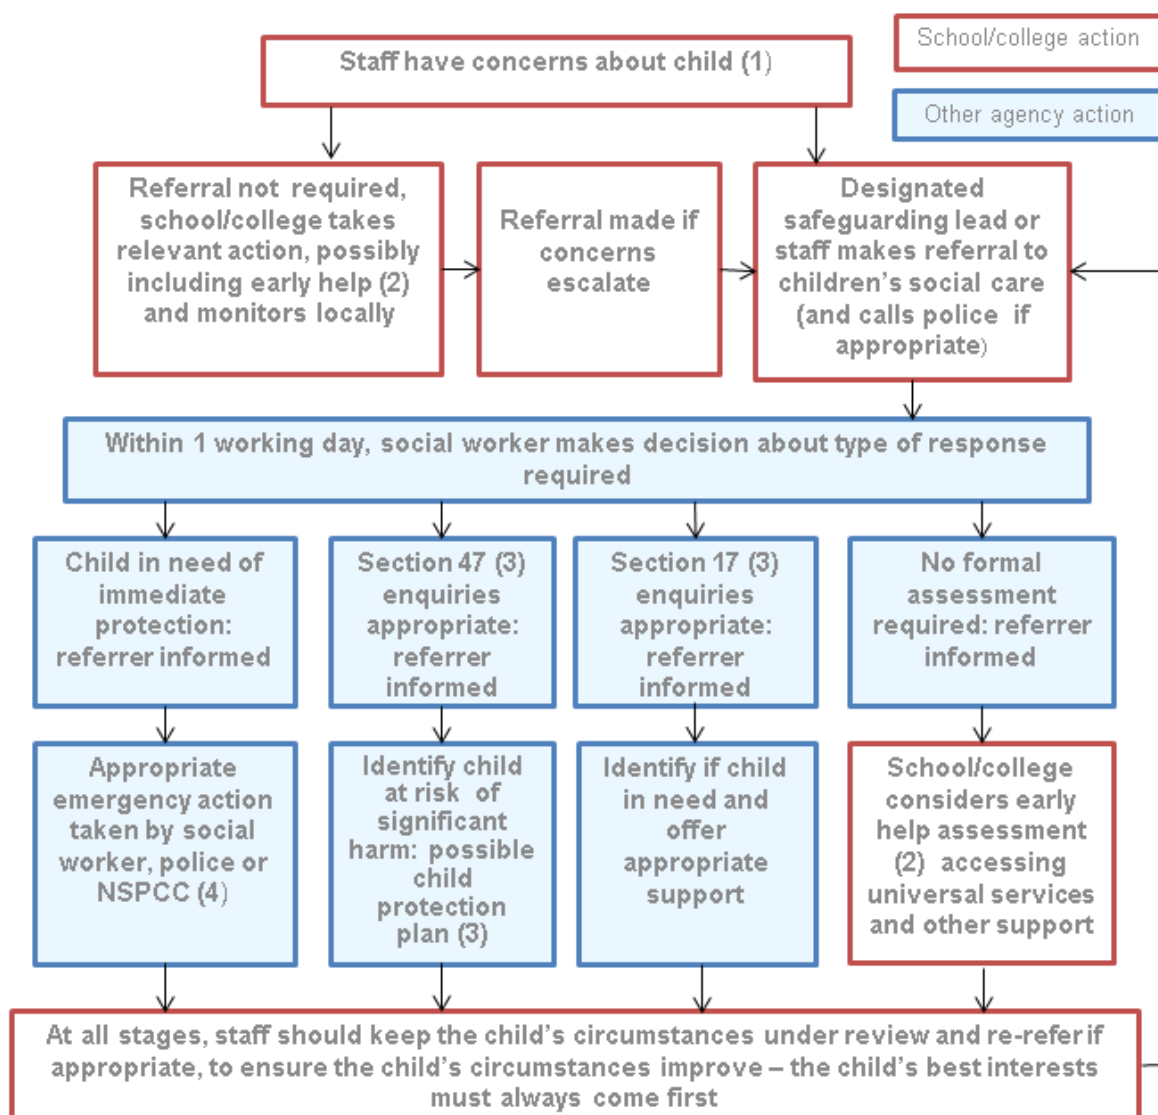 School/college action
Staff have concerns about child (1)
Other agency action
Referral not required,
school/college takes
relevant action, possibly
including early help (2)
and monitors locally
Referral made if
concerns
escalate
Designated
safeguarding lead or
staff makes referral to
children’s social care
(and calls police if
appropriate)
Within 1 working day, social worker makes decision about type of response
required
Child in need of
immediate
protection:
referrer informed
Section 47 (3)
enquiries
appropriate:
referrer
informed
Section 17 (3)
enquiries
appropriate:
referrer
informed
No formal
assessment
required: referrer
informed
Appropriate
emergency action
taken by social
worker, police or
NSPCC (4)
Identify child
at risk of
significant
harm: possible
child
protection
plan (3)
Identify if child
in need and
offer
appropriate
support
School/college
considers early
help assessment
(2) accessing
universal services
and other support
At all stages, staff should keep the child’s circumstances under review and re-refer if
appropriate, to ensure the child’s circumstances improve – the child’s best interests
must always come first